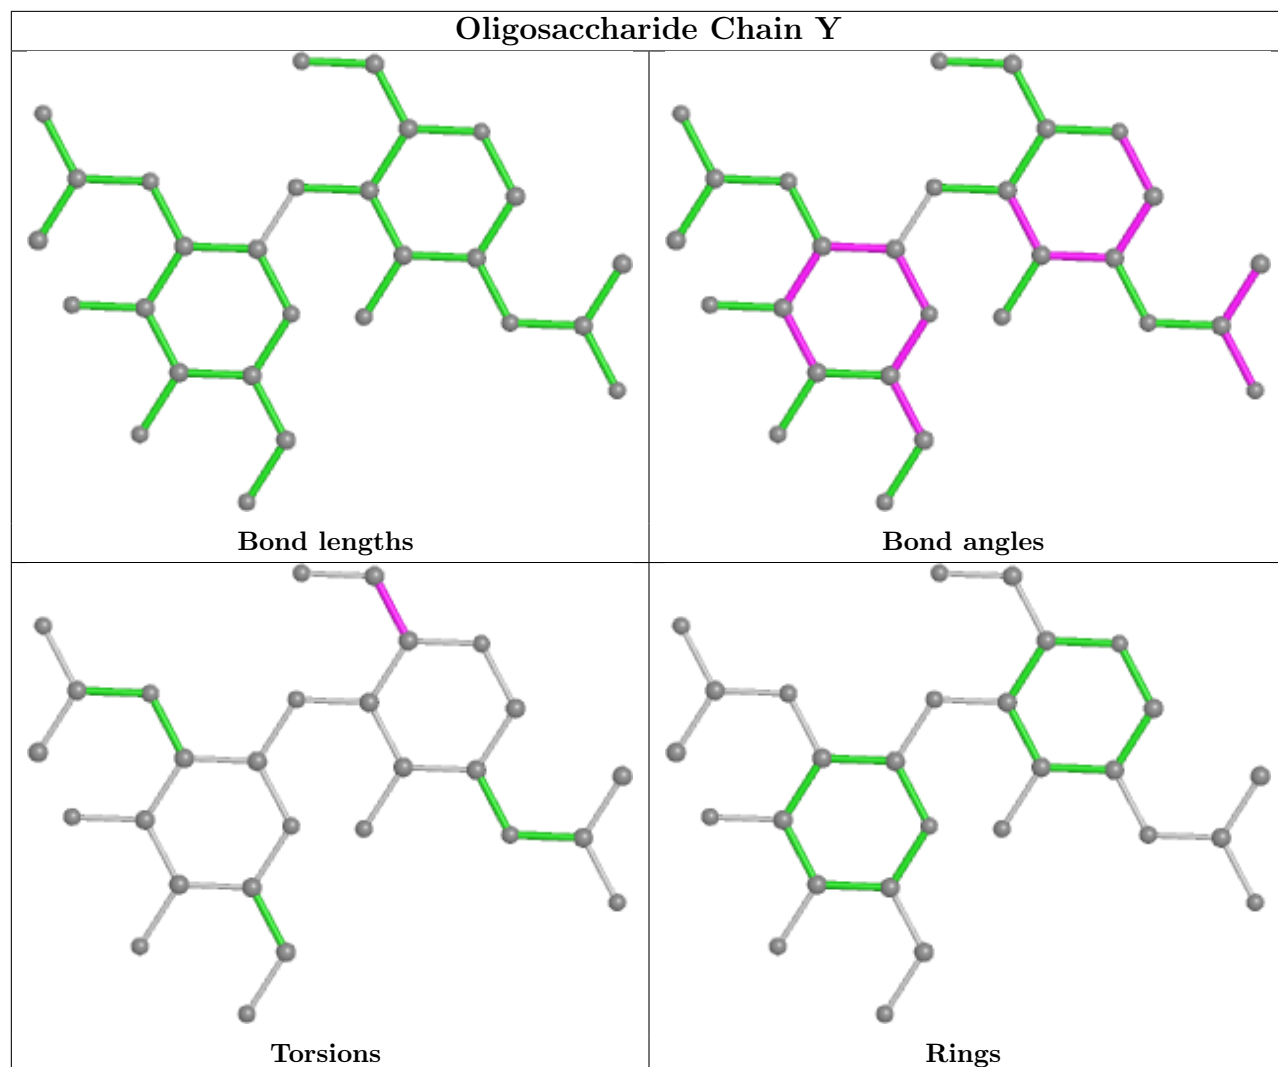 Oligosaccharide Chain Y
Bond lengths
Bond angles
Torsions
Rings